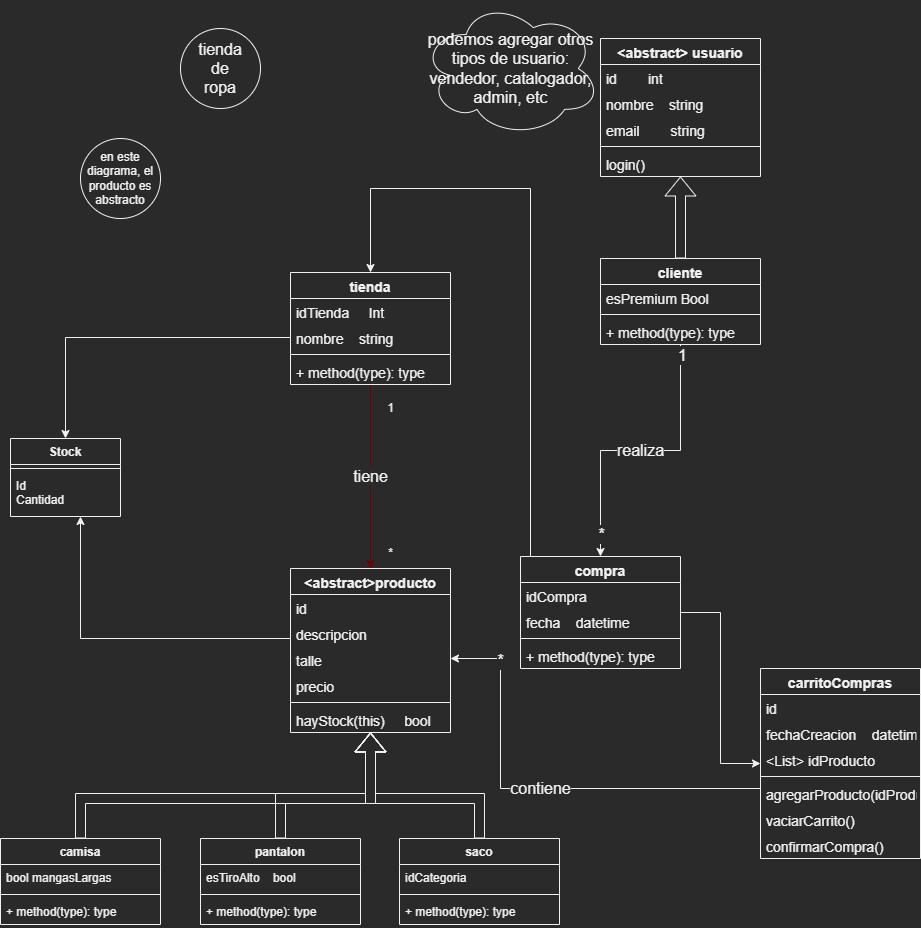 tienda
de
ropa
podemos agregar otros
tipos de usuario:
vendedor, catalogador,
admin, etc
<abstract> usuario
id int
nombre string
email string
login()
en este
diagrama, el
producto es
abstracto
tienda
idTienda Int
nombre string
+ method(type): type
cliente
esPremium Bool
+ method(type): type
1
1
realiza
Stock
Id
Cantidad
tiene
*
*
<abstract>producto
id
descripcion
talle
precio
hayStock(this) bool
compra
idCompra
fecha datetime
+ method(type): type
*
carritoCompras
id
fechaCreacion datetim
<List> idProducto
agregarProducto(idProd
vaciarCarrito()
confirmarCompra()
contiene
camisa
bool mangasLargas
+ method(type): type
pantalon
esTiroAlto bool
+ method(type): type
saco
idCategoria
+ method(type): type